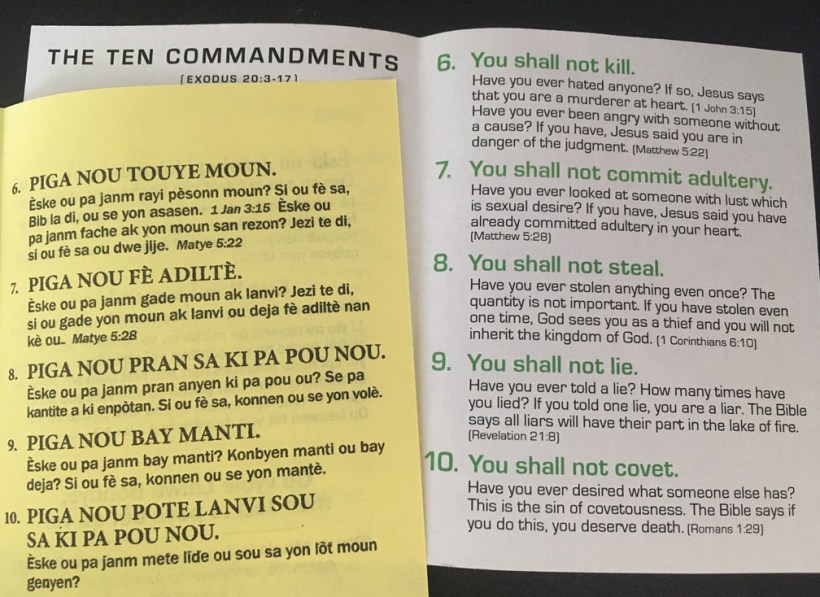 THE TEN COMMANDMENTS
(EXODUS 20:3-17)
6. PIGA NOU TOUYE MOUN.
Èske ou pa janm rayi pèsonn moun? Si ou fè sa,
Bib la di, ou se yon asasen. 1 Jan 3:15 Èske ou
pa janm fache ak yon moun san rezon? Jezi te di,
si ou fè sa ou dwe jije. Matye 5:22
7. PIGA NOU FÈ ADILTÈ.
Èske ou pa janm gade moun ak lanvi? Jezi te di,
si ou gade yon moun ak lanvi ou deja fè adiltè nan
kè ou. Matye 5:28
8. PIGA NOU PRAN SA KI PA POU NOU.
Èske ou pa janm pran anyen ki pa pou ou? Se pa
kantite a ki enpòtan. Si ou fè sa, konnen ou se yon volè.
9. PIGA NOU BAY MANTI.
Èske ou pa janm bay manti? Konbyen manti ou bay
deja? Si ou fè sa, konnen ou se yon mantè.
10. PIGA NOU POTE LANVI SOU
SA KI PA POU NOU.
Èske ou pa janm mete lide ou sou sa yon lòt moun
genyen?
6. You shall not kill.
Have you ever hated anyone? If so, Jesus says
that you are a murderer at heart. (1 John 3:15)
Have you ever been angry with someone without
a cause? If you have, Jesus said you are in
danger of the judgment. (Matthew 5:22)
7. You shall not commit adultery.
Have you ever looked at someone with lust which
is sexual desire? If you have, Jesus said you have
already committed adultery in your heart.
(Matthew 5:28)
8. You shall not steal.
Have you ever stolen anything even once? The
quantity is not important. If you have stolen even
one time, God sees you as a thief and you will not
inherit the kingdom of God. (1 Corinthians 6:10)
9. You shall not lie.
Have you ever told a lie? How many times have
you lied? If you told one lie, you are a liar. The Bible
says all liars will have their part in the lake of fire.
(Revelation 21:8)
10. You shall not covet.
Have you ever desired what someone else has?
This is the sin of covetousness. The Bible says if
you do this, you deserve death. (Romans 1:29)